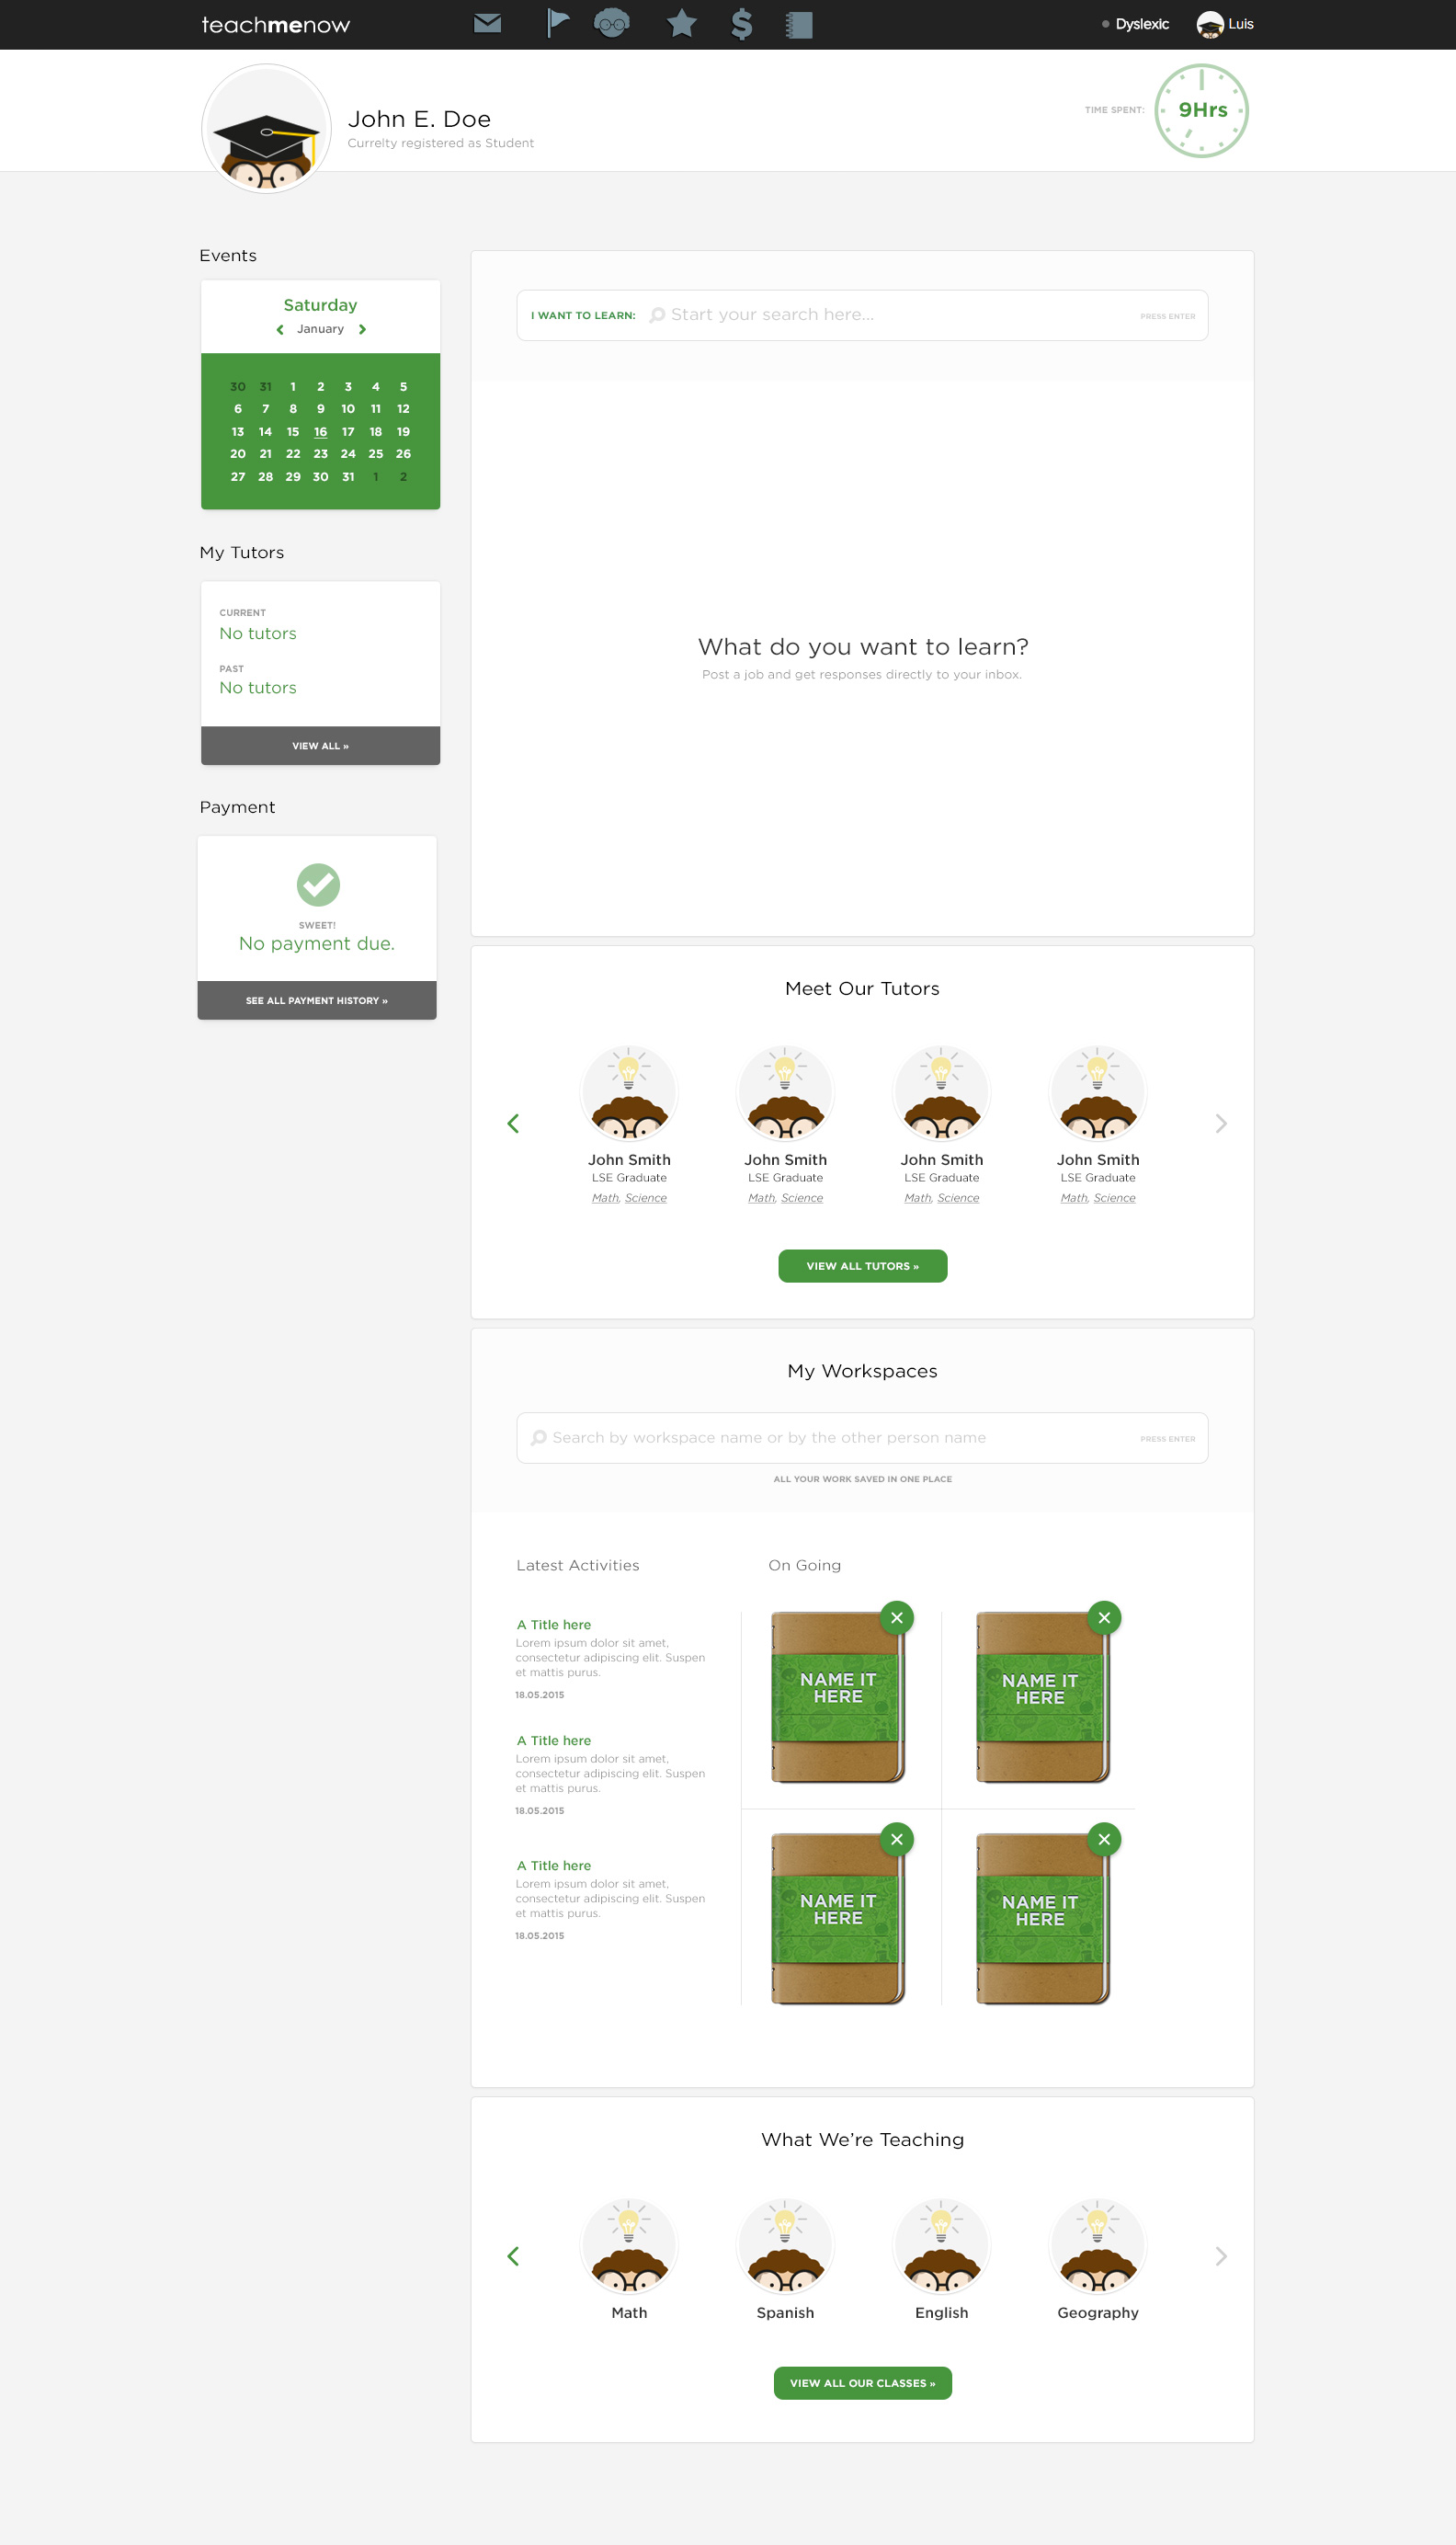 teachmenow
Dyslexic
Luis
John E. Doe
Currelty registered as Student
TIME SPENT:
9Hrs
Events
Saturday
January
30 31 1 2 3 4 5
6 7 8 9 10 11 12
13 14 15 16 17 18 19
20 21 22 23 24 25 26
27 28 29 30 31 1 2
My Tutors
CURRENT
No tutors
PAST
No tutors
VIEW ALL »
Payment
SWEET!
No payment due.
SEE ALL PAYMENT HISTORY »
I WANT TO LEARN: Start your search here... PRESS ENTER
What do you want to learn?
Post a job and get responses directly to your inbox.
Meet Our Tutors
John Smith
LSE Graduate
Math, Science
John Smith
LSE Graduate
Math, Science
John Smith
LSE Graduate
Math, Science
John Smith
LSE Graduate
Math, Science
VIEW ALL TUTORS »
My Workspaces
Search by workspace name or by the other person name PRESS ENTER
ALL YOUR WORK SAVED IN ONE PLACE
Latest Activities
A Title here
Lorem ipsum dolor sit amet,
consectetur adipiscing elit. Suspen
et mattis purus.
18.05.2015
A Title here
Lorem ipsum dolor sit amet,
consectetur adipiscing elit. Suspen
et mattis purus.
18.05.2015
A Title here
Lorem ipsum dolor sit amet,
consectetur adipiscing elit. Suspen
et mattis purus.
18.05.2015
On Going
NAME IT
HERE
NAME IT
HERE
NAME IT
HERE
NAME IT
HERE
What We're Teaching
Math
Spanish
English
Geography
VIEW ALL OUR CLASSES »